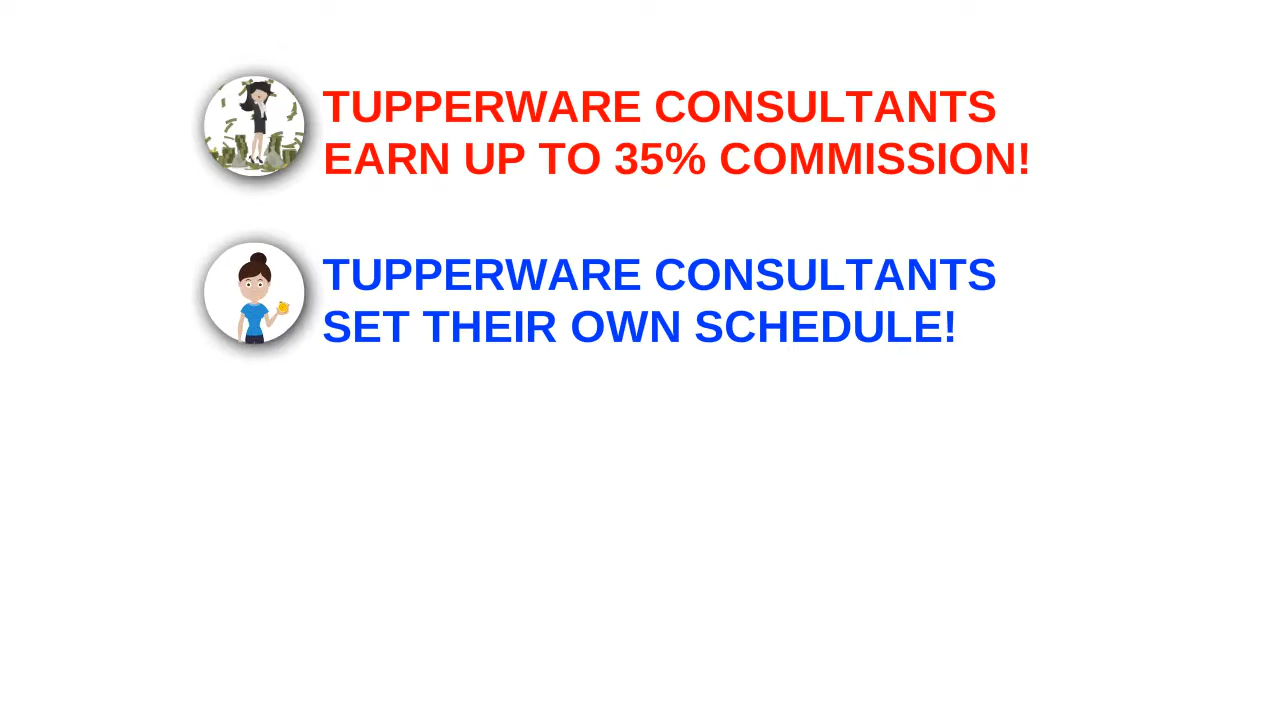 TUPPERWARE CONSULTANTS
EARN UP TO 35% COMMISSION!
TUPPERWARE CONSULTANTS
SET THEIR OWN SCHEDULE!